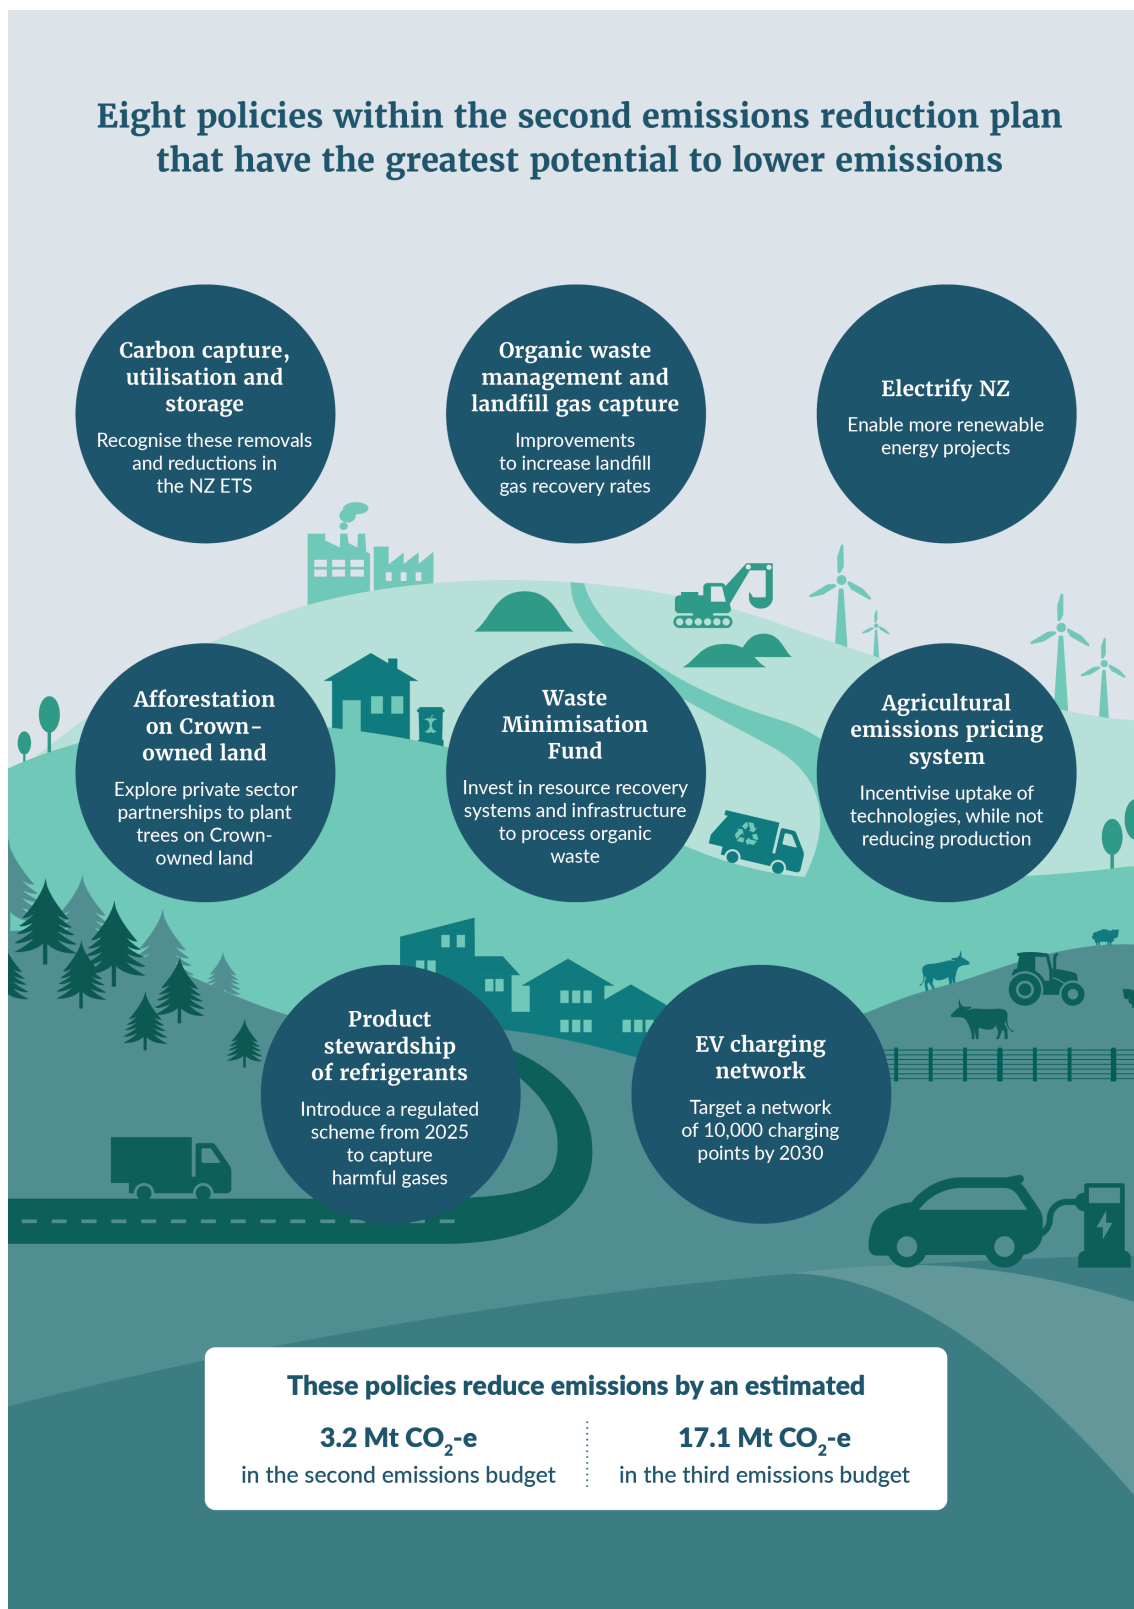 Eight policies within the second emissions reduction plan
that have the greatest potential to lower emissions
Carbon capture,
utilisation and
storage
Recognise these removals
and reductions in
the NZ ETS
Organic waste
management and
landfill gas capture
Improvements
to increase landfill
gas recovery rates
Electrify NZ
Enable more renewable
energy projects
Afforestation
on Crown-
owned land
Explore private sector
partnerships to plant
trees on Crown-
owned land
Waste
Minimisation
Fund
Invest in resource recovery
systems and infrastructure
to process organic
waste
Agricultural
emissions pricing
system
Incentivise uptake of
technologies, while not
reducing production
Product
stewardship
of refrigerants
Introduce a regulated
scheme from 2025
to capture
harmful gases
EV charging
network
Target a network
of 10,000 charging
points by 2030
These policies reduce emissions by an estimated
3.2 Mt CO₂-e
in the second emissions budget
17.1 Mt CO₂-e
in the third emissions budget